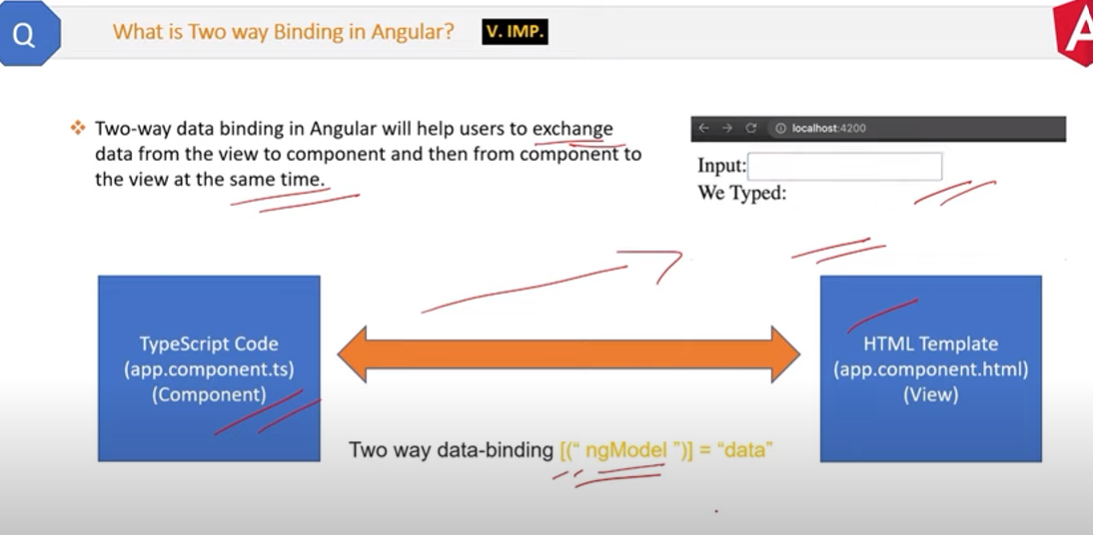 Q
What is Two way Binding in Angular?
V. IMP.
A
❖ Two-way data binding in Angular will help users to exchange
data from the view to component and then from component to
the view at the same time.
localhost:4200
Input:
We Typed:
TypeScript Code
(app.component.ts)
(Component)
HTML Template
(app.component.html)
(View)
Two way data-binding [(“ ngModel ”)] = “data”